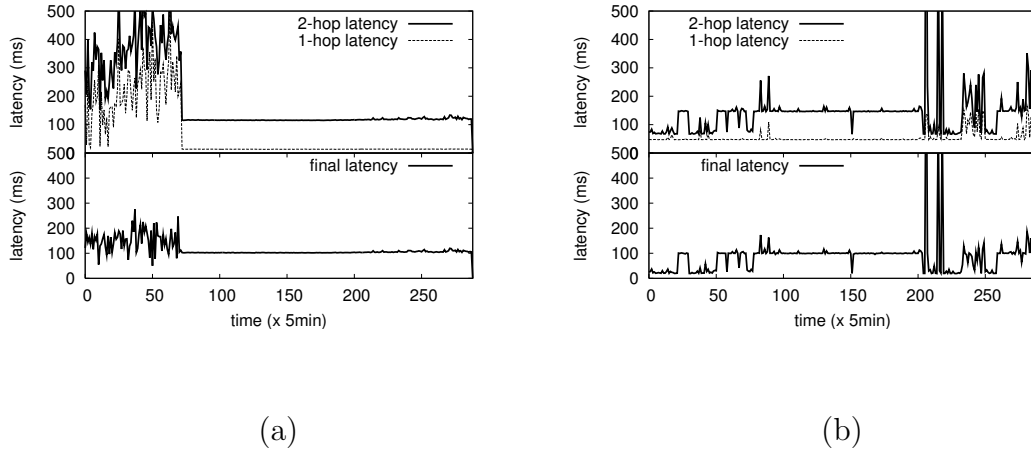 500
400
300
200
100
0
latency (ms)
2-hop latency
1-hop latency
500
400
300
200
100
0
latency (ms)
final latency
0 50 100 150 200 250
time (x 5min)
(a)
500
400
300
200
100
0
latency (ms)
2-hop latency
1-hop latency
500
400
300
200
100
0
latency (ms)
final latency
0 50 100 150 200 250
time (x 5min)
(b)